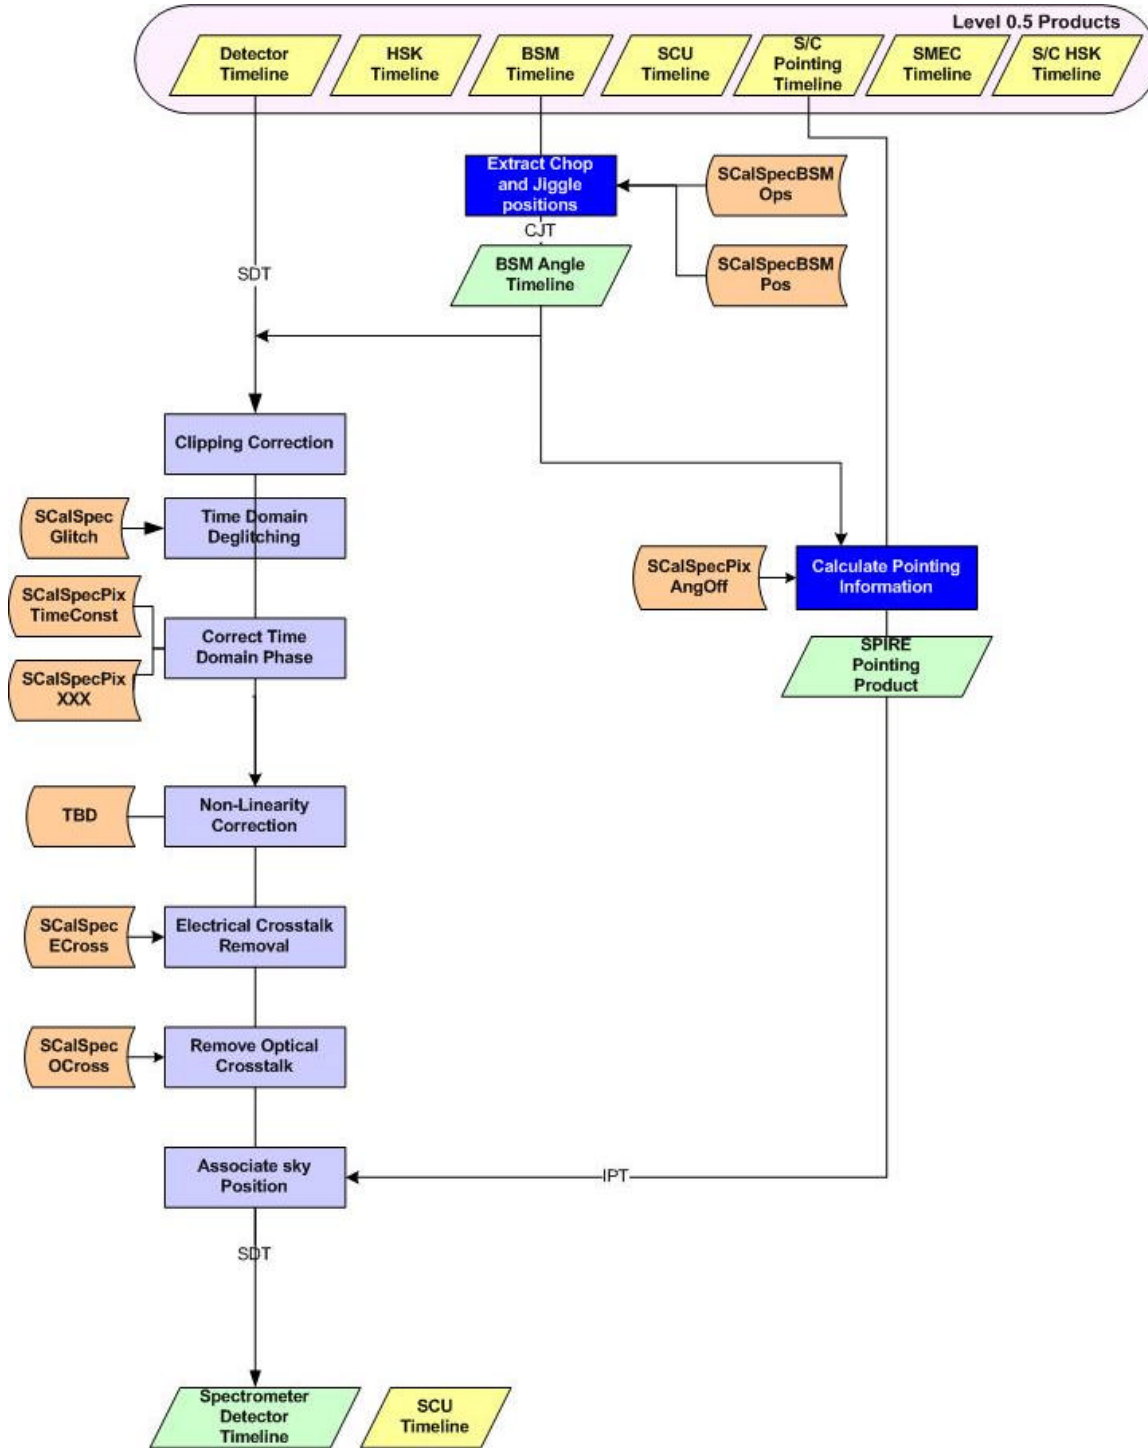 Level 0.5 Products
Detector
Timeline
HSK
Timeline
BSM
Timeline
SCU
Timeline
S/C
Pointing
Timeline
SMEC
Timeline
S/C HSK
Timeline
Extract Chop
and Jiggle
positions
SCalSpecBSM
Ops
CJT
SDT
BSM Angle
Timeline
SCalSpecBSM
Pos
Clipping Correction
SCalSpec
Glitch
Time Domain
Deglitching
SCalSpecPix
AngOff
Calculate Pointing
Information
SCalSpecPix
TimeConst
Correct Time
Domain Phase
SCalSpecPix
XXX
SPIRE
Pointing
Product
TBD
Non-Linearity
Correction
SCalSpec
ECross
Electrical Crosstalk
Removal
SCalSpec
OCross
Remove Optical
Crosstalk
Associate sky
Position
IPT
SDT
Spectrometer
Detector
Timeline
SCU
Timeline